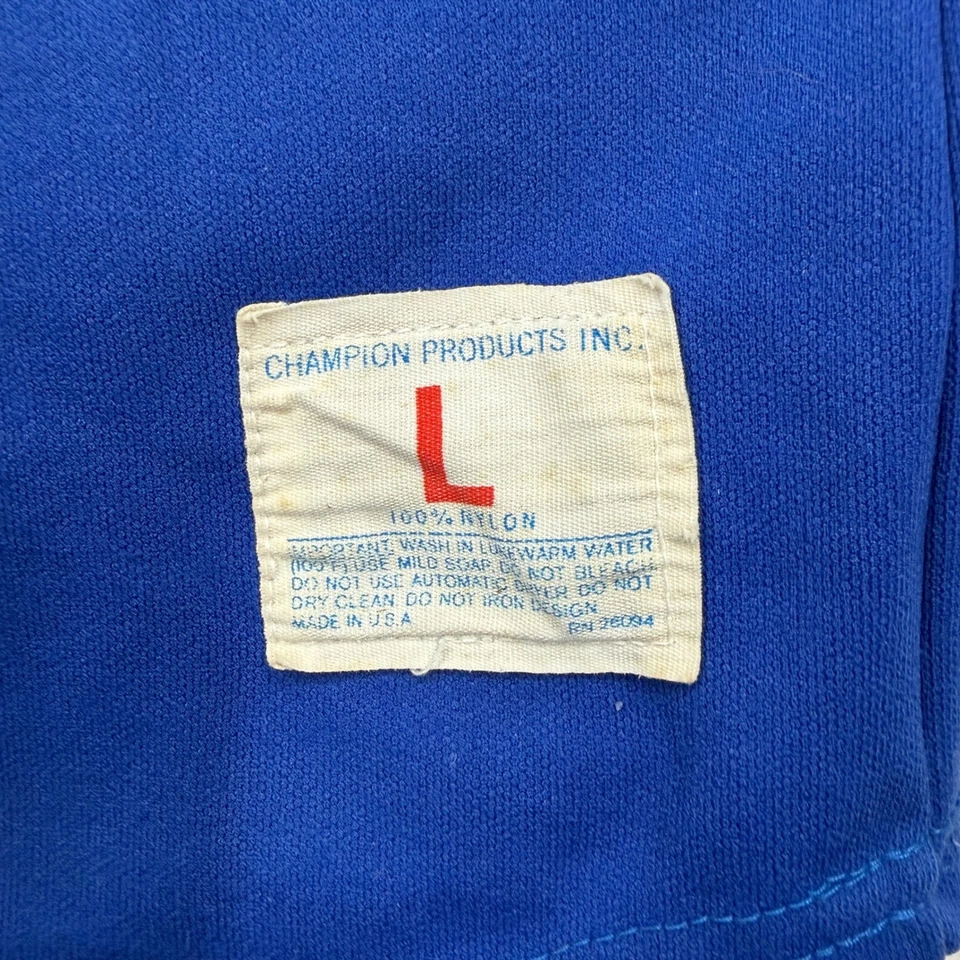 CHAMPION PRODUCTS INC.
L
100% NYLON
IMPORTANT: WASH IN LUKEWARM WATER
(100°F) USE MILD SOAP. DO NOT BLEACH
DO NOT USE AUTOMATIC DRYER. DO NOT
DRY CLEAN. DO NOT IRON DESIGN.
MADE IN U.S.A. RN 26094